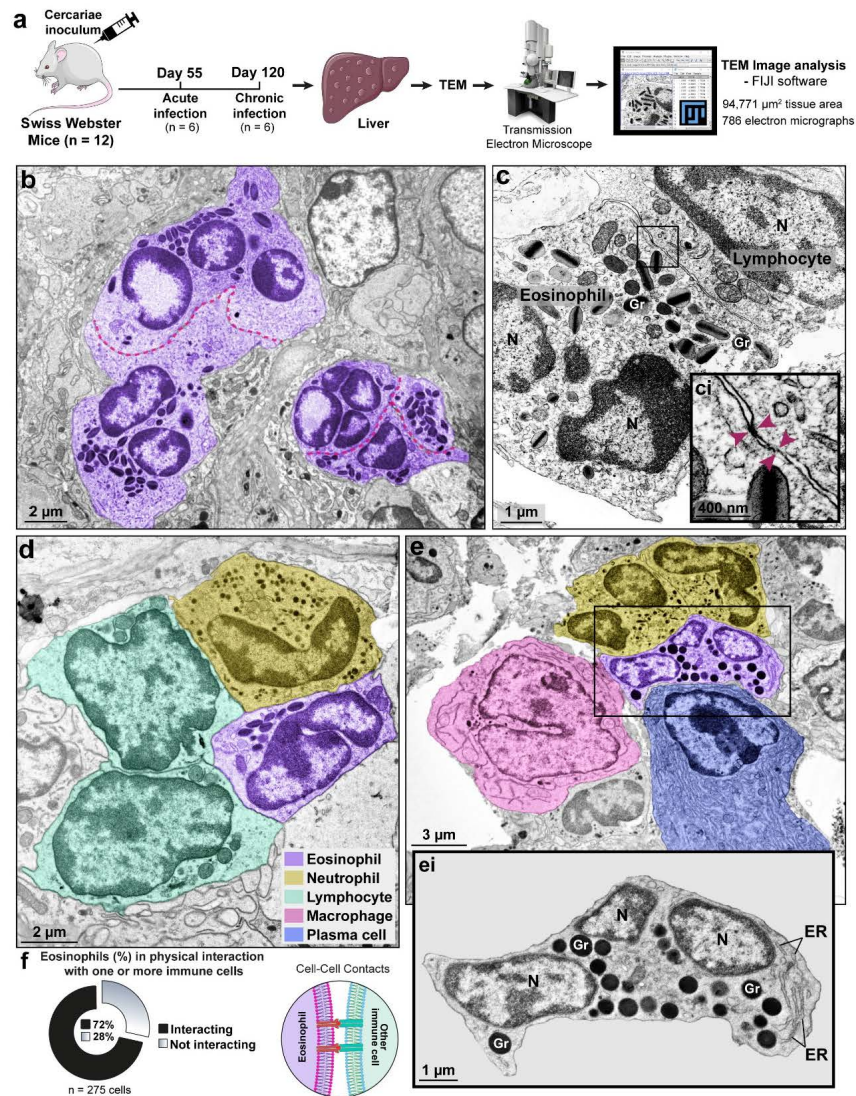 a
Cercariae
inoculum
Swiss Webster
Mice (n = 12)
Day 55
Acute
infection
(n = 6)
Day 120
Chronic
infection
(n = 6)
Liver
TEM
Transmission
Electron Microscope
TEM Image analysis
- FIJI software
94,771 µm² tissue area
786 electron micrographs
b
2 µm
c
N
Lymphocyte
Eosinophil
Gr
Gr
N
N
1 µm
ci
400 nm
d
Eosinophil
Neutrophil
Lymphocyte
Macrophage
Plasma cell
2 µm
e
3 µm
ei
N
Gr
N
ER
N
Gr
Gr
ER
1 µm
f
Eosinophils (%) in physical interaction
with one or more immune cells
72%
28%
Interacting
Not interacting
n = 275 cells
Cell-Cell Contacts
Eosinophil
Other
immune cell